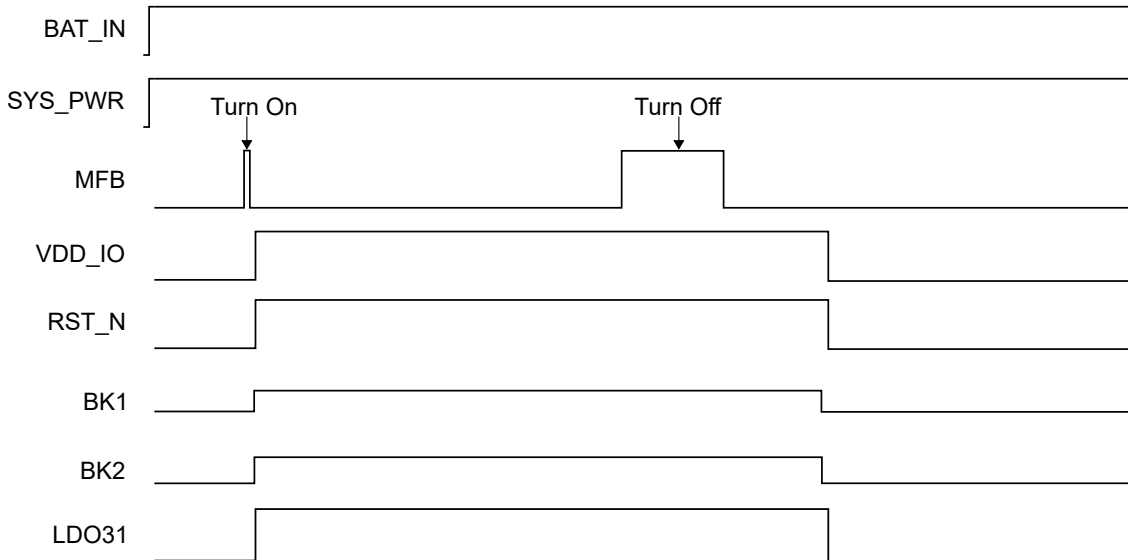 BAT_IN
SYS_PWR
Turn On
Turn Off
MFB
VDD_IO
RST_N
BK1
BK2
LDO31